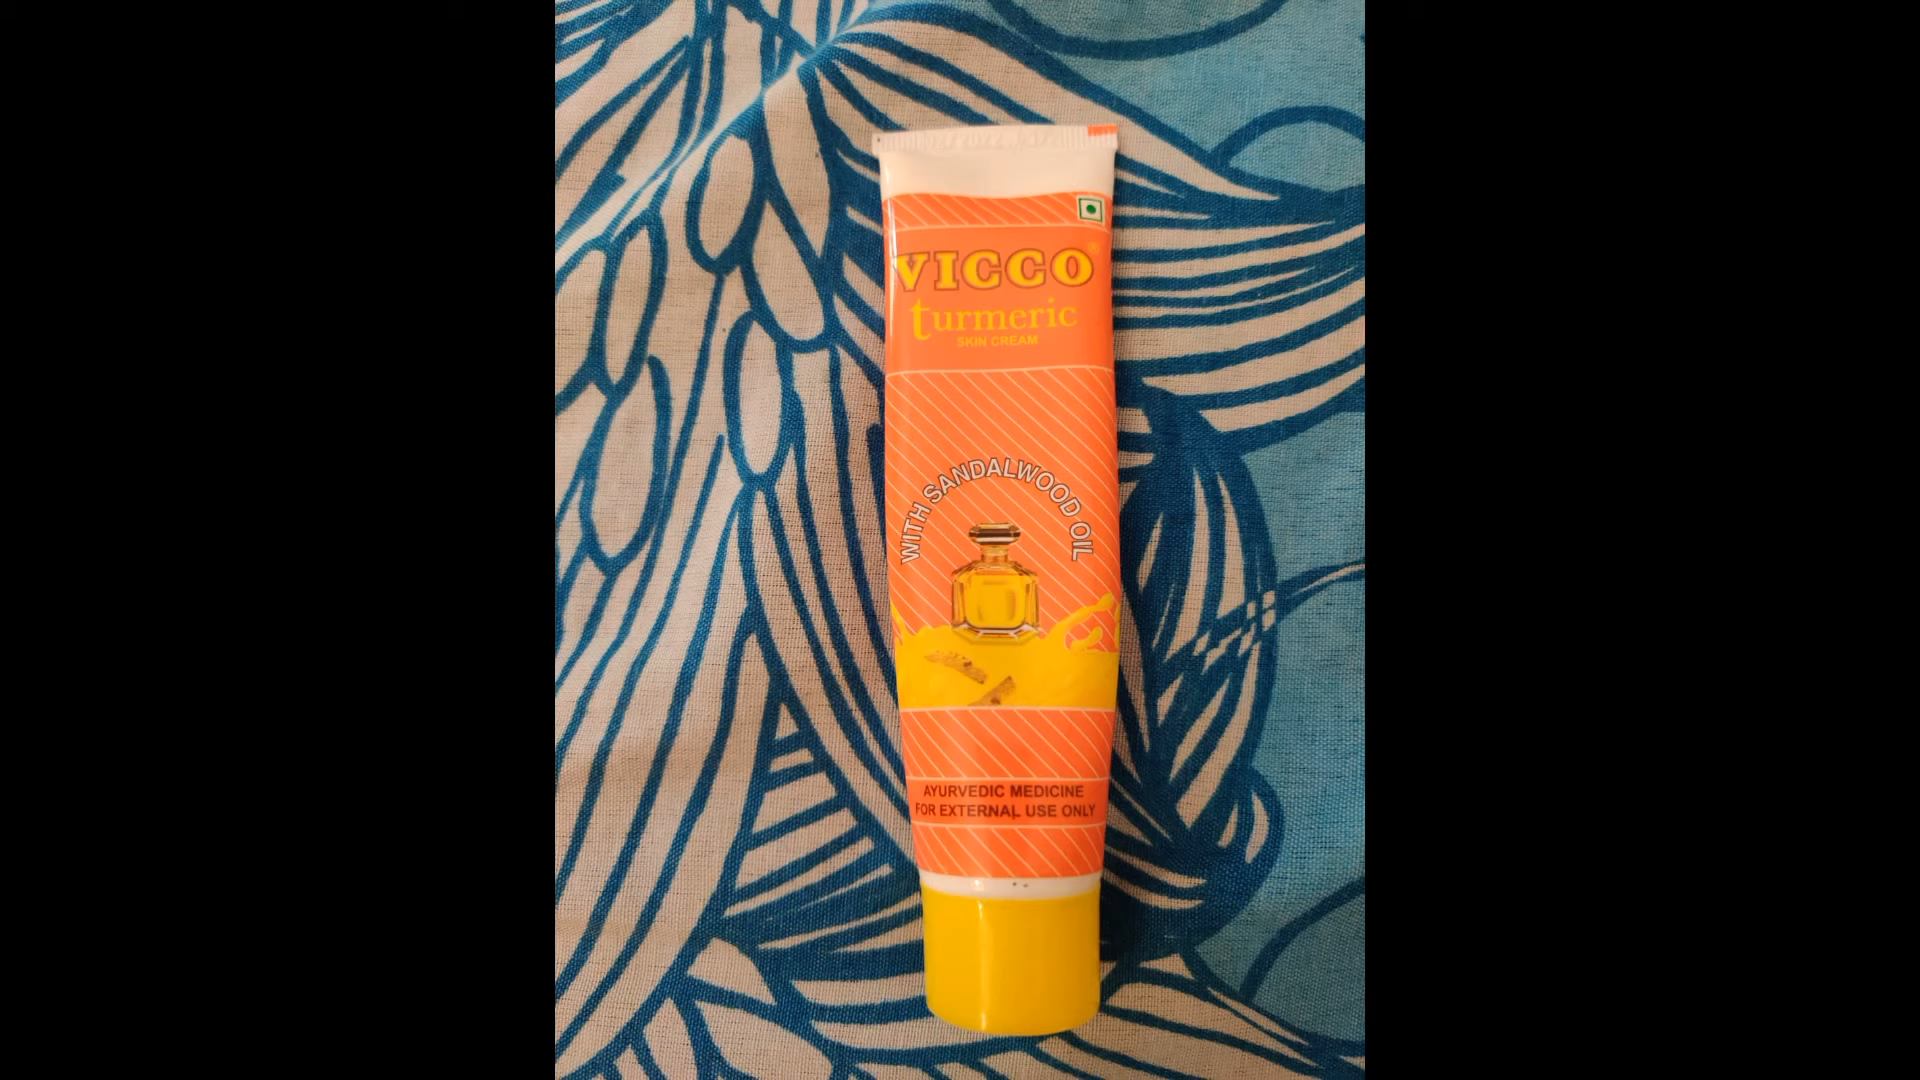 VICCO®
turmeric
SKIN CREAM
WITH SANDALWOOD OIL
AYURVEDIC MEDICINE
FOR EXTERNAL USE ONLY